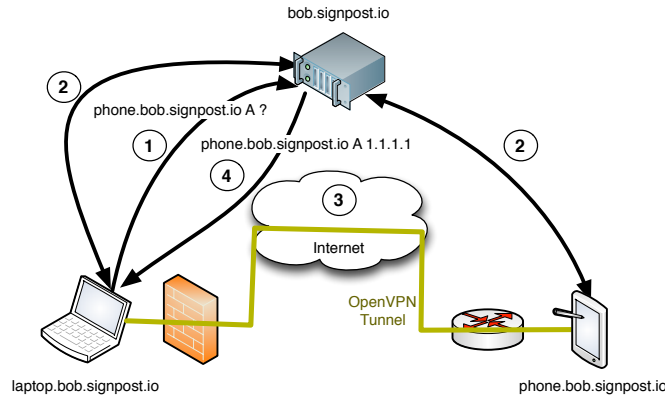 bob.signpost.io
2
phone.bob.signpost.io A ?
1
phone.bob.signpost.io A 1.1.1.1
2
4
3
Internet
OpenVPN
Tunnel
laptop.bob.signpost.io
phone.bob.signpost.io